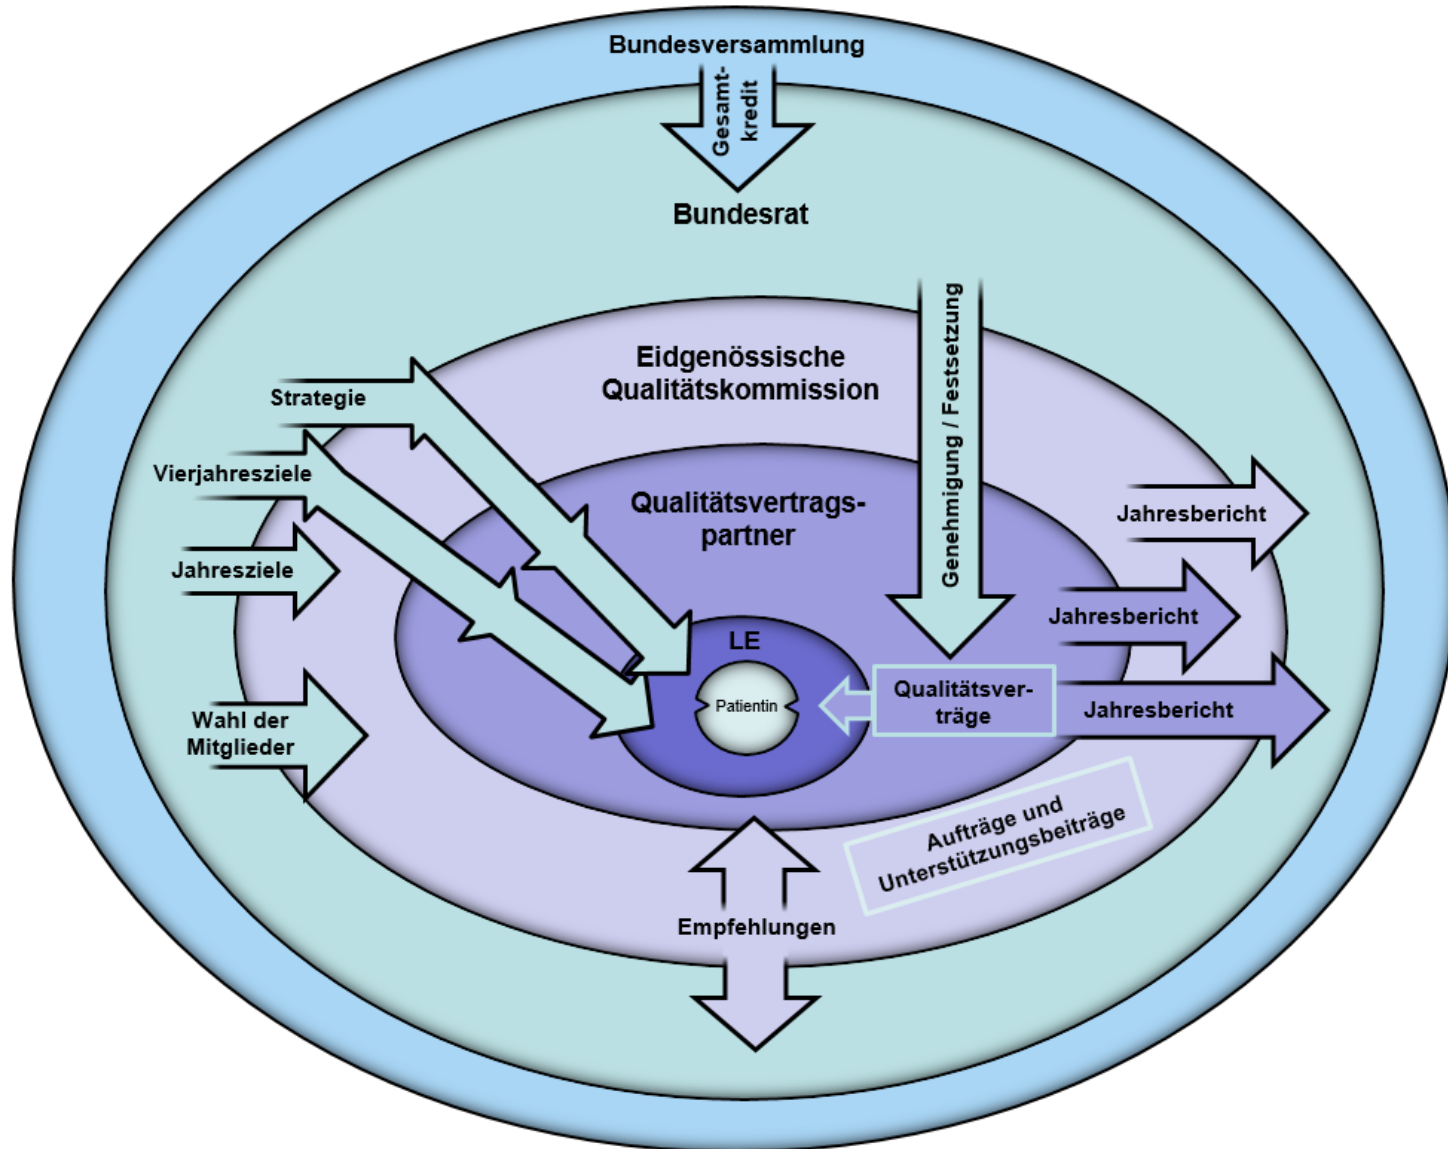 Bundesversammlung
Gesamt-
kredit
Bundesrat
Genehmigung / Festsetzung
Eidgenössische
Qualitätskommission
Strategie
Vierjahresziele
Jahresziele
Wahl der
Mitglieder
Qualitätsvertrags-
partner
Jahresbericht
Jahresbericht
Jahresbericht
LE
Patientin
Qualitätsver-
träge
Aufträge und
Unterstützungsbeiträge
Empfehlungen